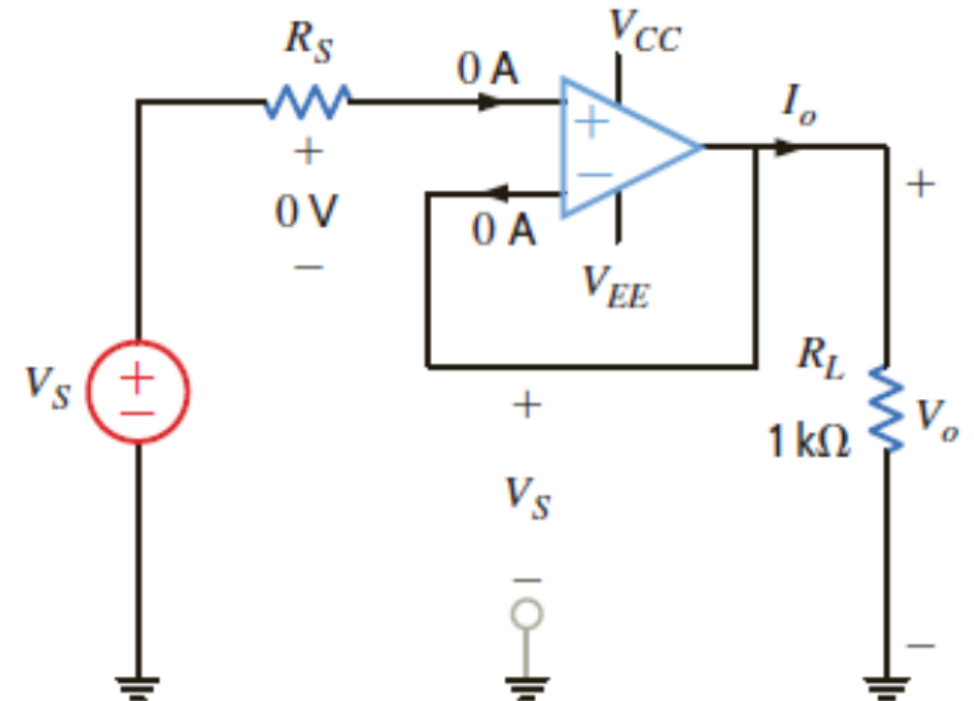 R_S
V_CC
0 A
I_o
+
+
−
+
0 V
−
0 A
V_EE
V_S
+
−
+
R_L
1 kΩ
V_o
V_S
−
−